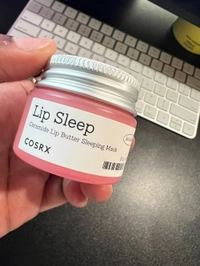 Lip Sleep
Ceramide Lip Butter Sleeping Mask
COSRX